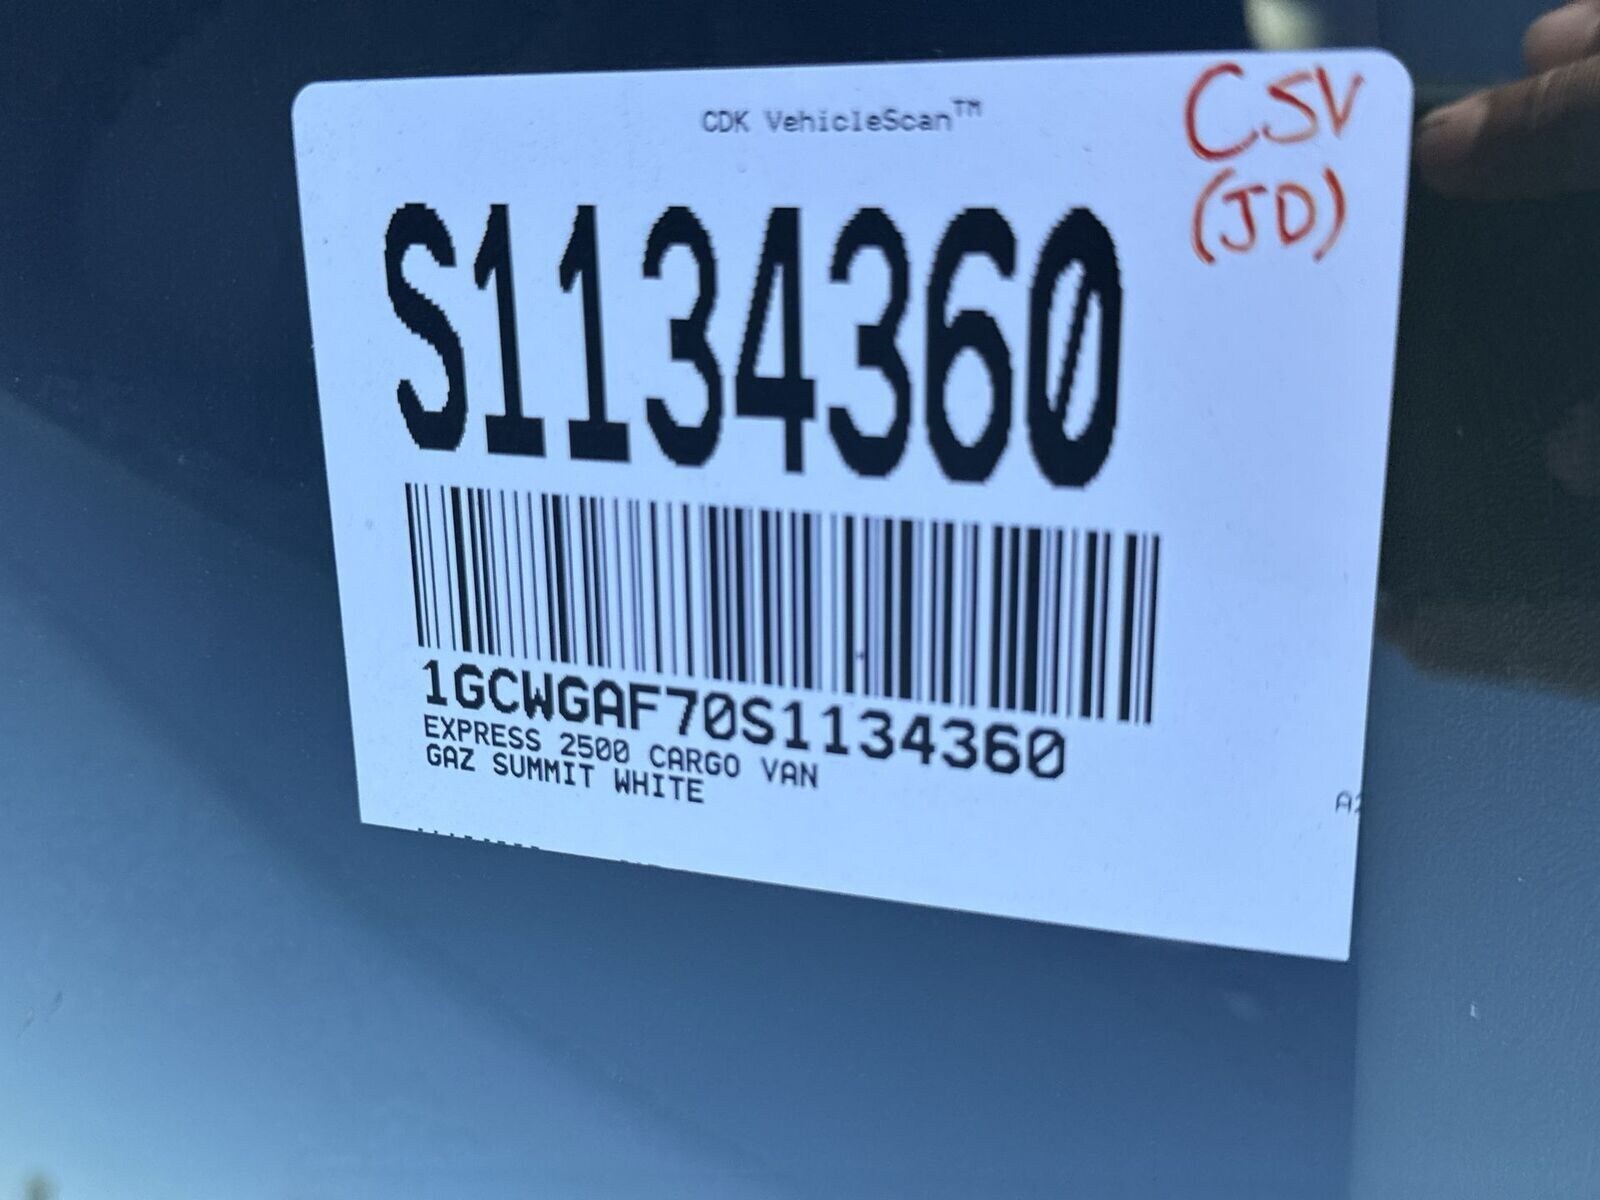 CDK VehicleScan™
CSV
(JD)
S1134360
1GCWGAF70S1134360
EXPRESS 2500 CARGO VAN
GAZ SUMMIT WHITE